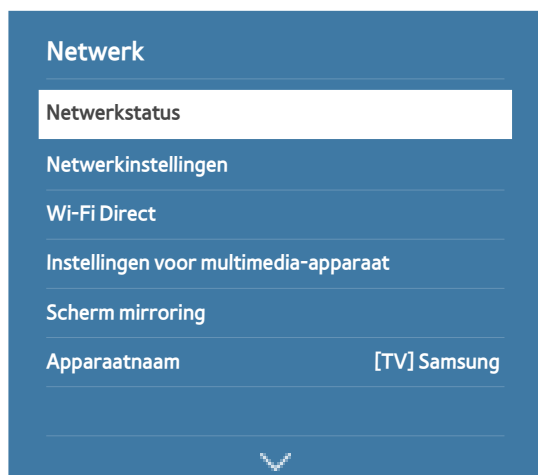 Netwerk
Netwerkstatus
Netwerkinstellingen
Wi-Fi Direct
Instellingen voor multimedia-apparaat
Scherm mirroring
Apparaatnaam [TV] Samsung